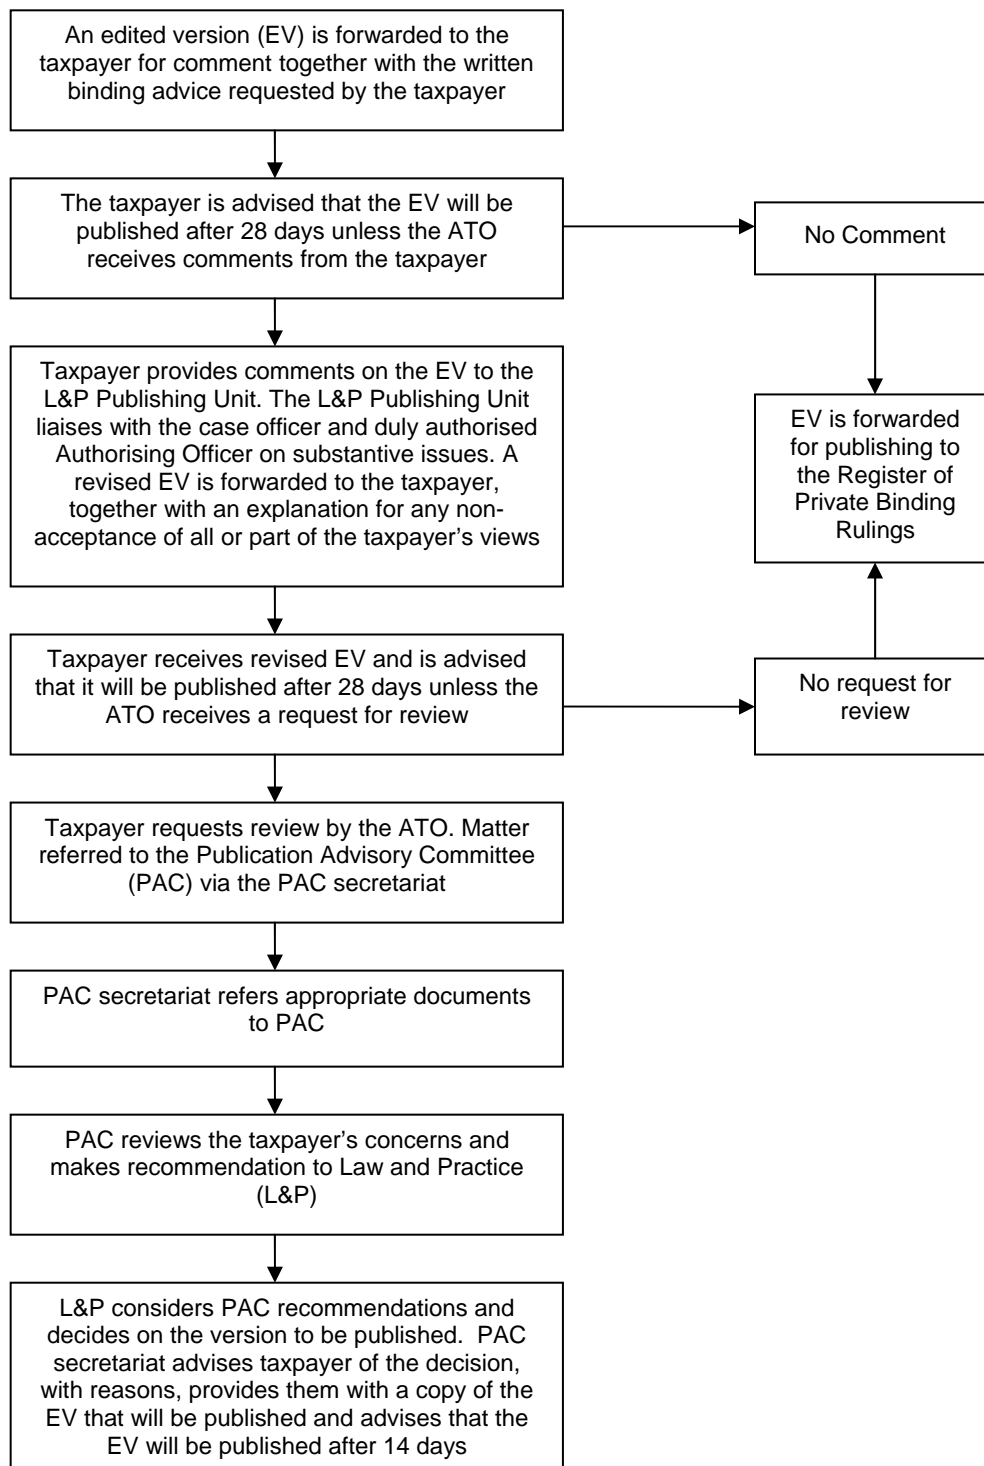 An edited version (EV) is forwarded to the
taxpayer for comment together with the written
binding advice requested by the taxpayer
The taxpayer is advised that the EV will be
published after 28 days unless the ATO
receives comments from the taxpayer
No Comment
Taxpayer provides comments on the EV to the
L&P Publishing Unit. The L&P Publishing Unit
liaises with the case officer and duly authorised
Authorising Officer on substantive issues. A
revised EV is forwarded to the taxpayer,
together with an explanation for any non-
acceptance of all or part of the taxpayer’s views
EV is forwarded
for publishing to
the Register of
Private Binding
Rulings
Taxpayer receives revised EV and is advised
that it will be published after 28 days unless the
ATO receives a request for review
No request for
review
Taxpayer requests review by the ATO. Matter
referred to the Publication Advisory Committee
(PAC) via the PAC secretariat
PAC secretariat refers appropriate documents
to PAC
PAC reviews the taxpayer’s concerns and
makes recommendation to Law and Practice
(L&P)
L&P considers PAC recommendations and
decides on the version to be published.  PAC
secretariat advises taxpayer of the decision,
with reasons, provides them with a copy of the
EV that will be published and advises that the
EV will be published after 14 days